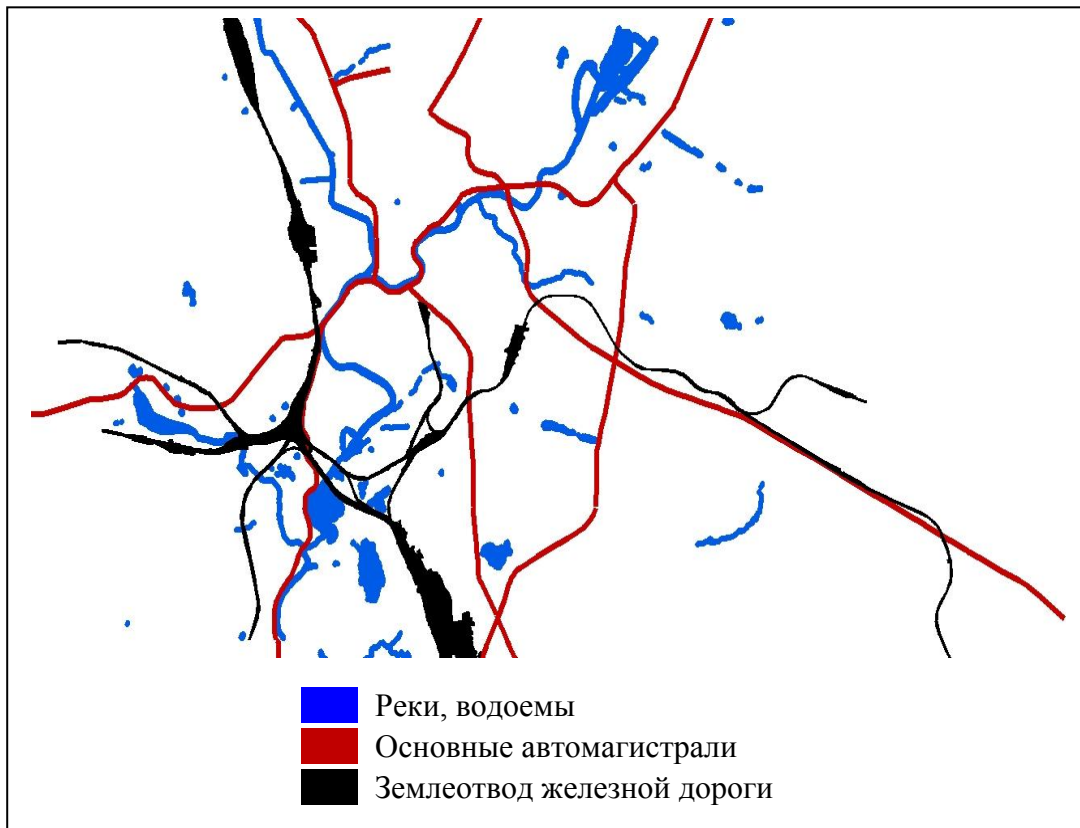 Реки, водоемы
Основные автомагистрали
Землеотвод железной дороги